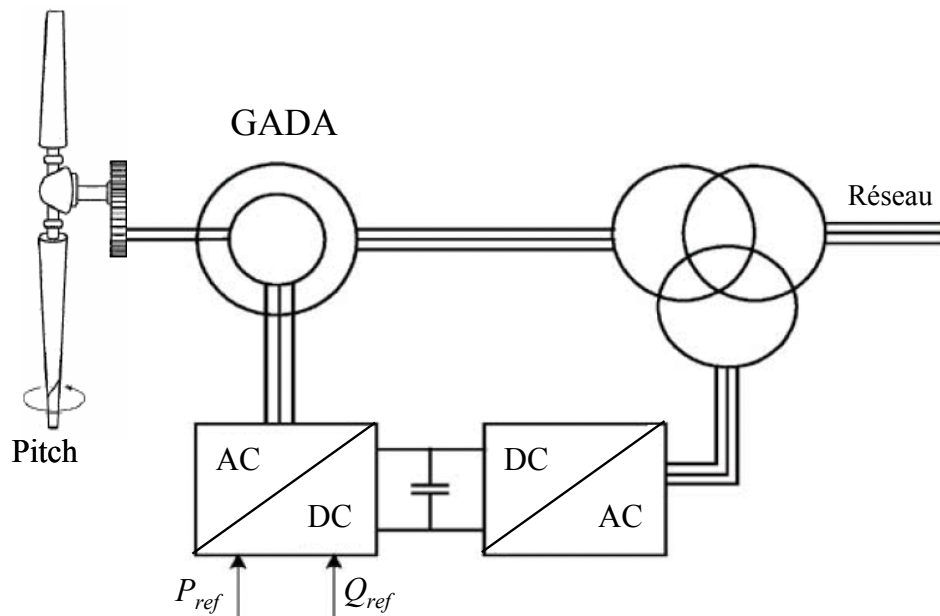 GADA
Réseau
Pitch
AC
DC
DC
AC
P_ref
Q_ref